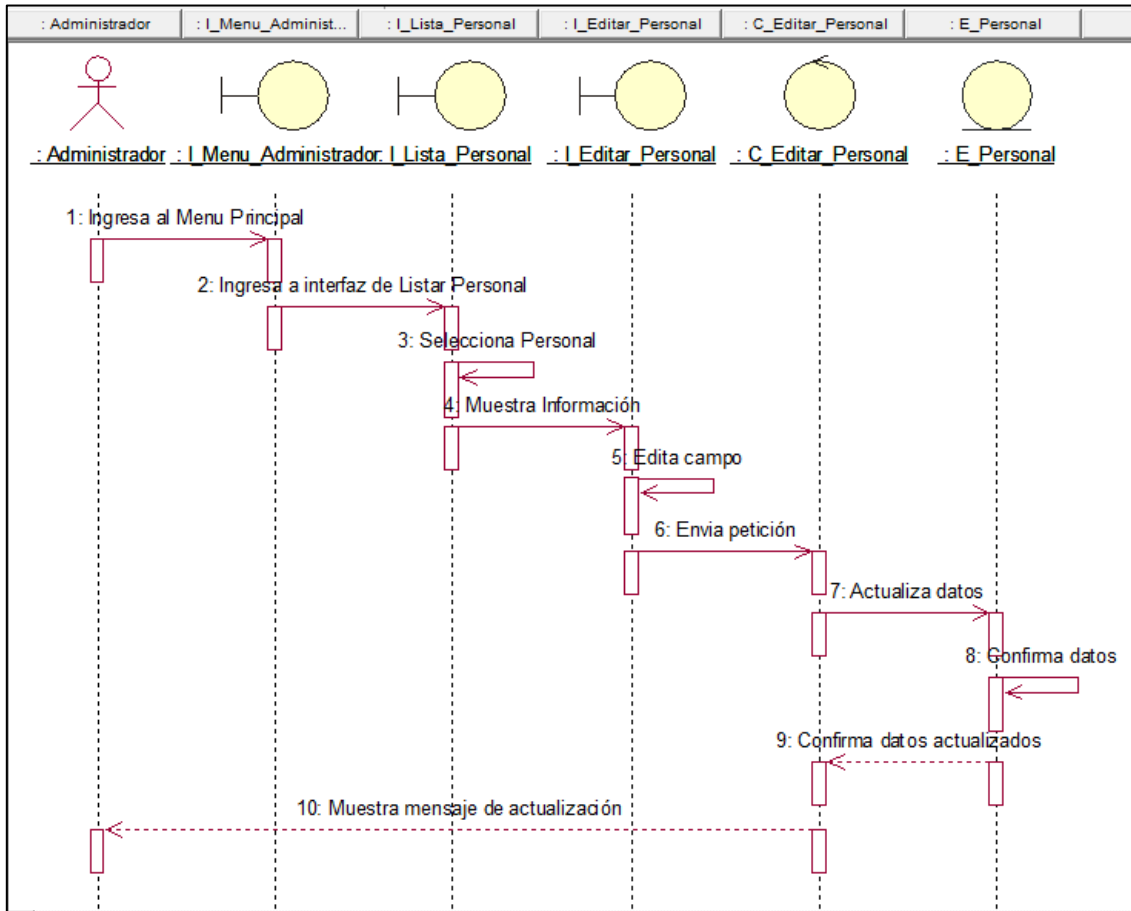 : Administrador : I_Menu_Administ... : I_Lista_Personal : I_Editar_Personal : C_Editar_Personal : E_Personal
: Administrador : I_Menu_Administrador : I_Lista_Personal : I_Editar_Personal : C_Editar_Personal : E_Personal
1: Ingresa al Menu Principal
2: Ingresa a interfaz de Listar Personal
3: Selecciona Personal
4: Muestra Información
5: Edita campo
6: Envia petición
7: Actualiza datos
8: Confirma datos
9: Confirma datos actualizados
10: Muestra mensaje de actualización